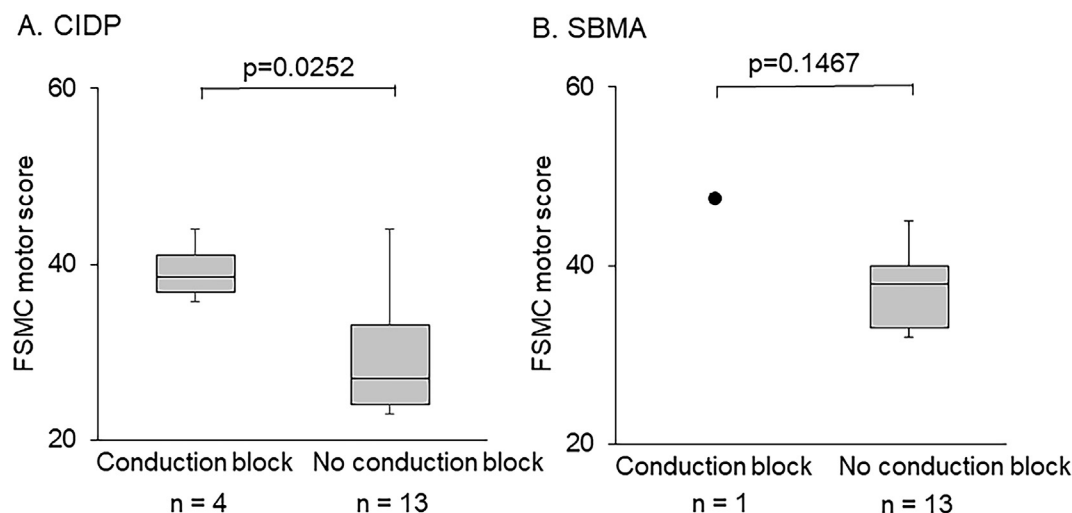 A. CIDP
p=0.0252
60
40
20
FSMC motor score
Conduction block
No conduction block
n = 4
n = 13
B. SBMA
p=0.1467
60
40
20
FSMC motor score
Conduction block
No conduction block
n = 1
n = 13